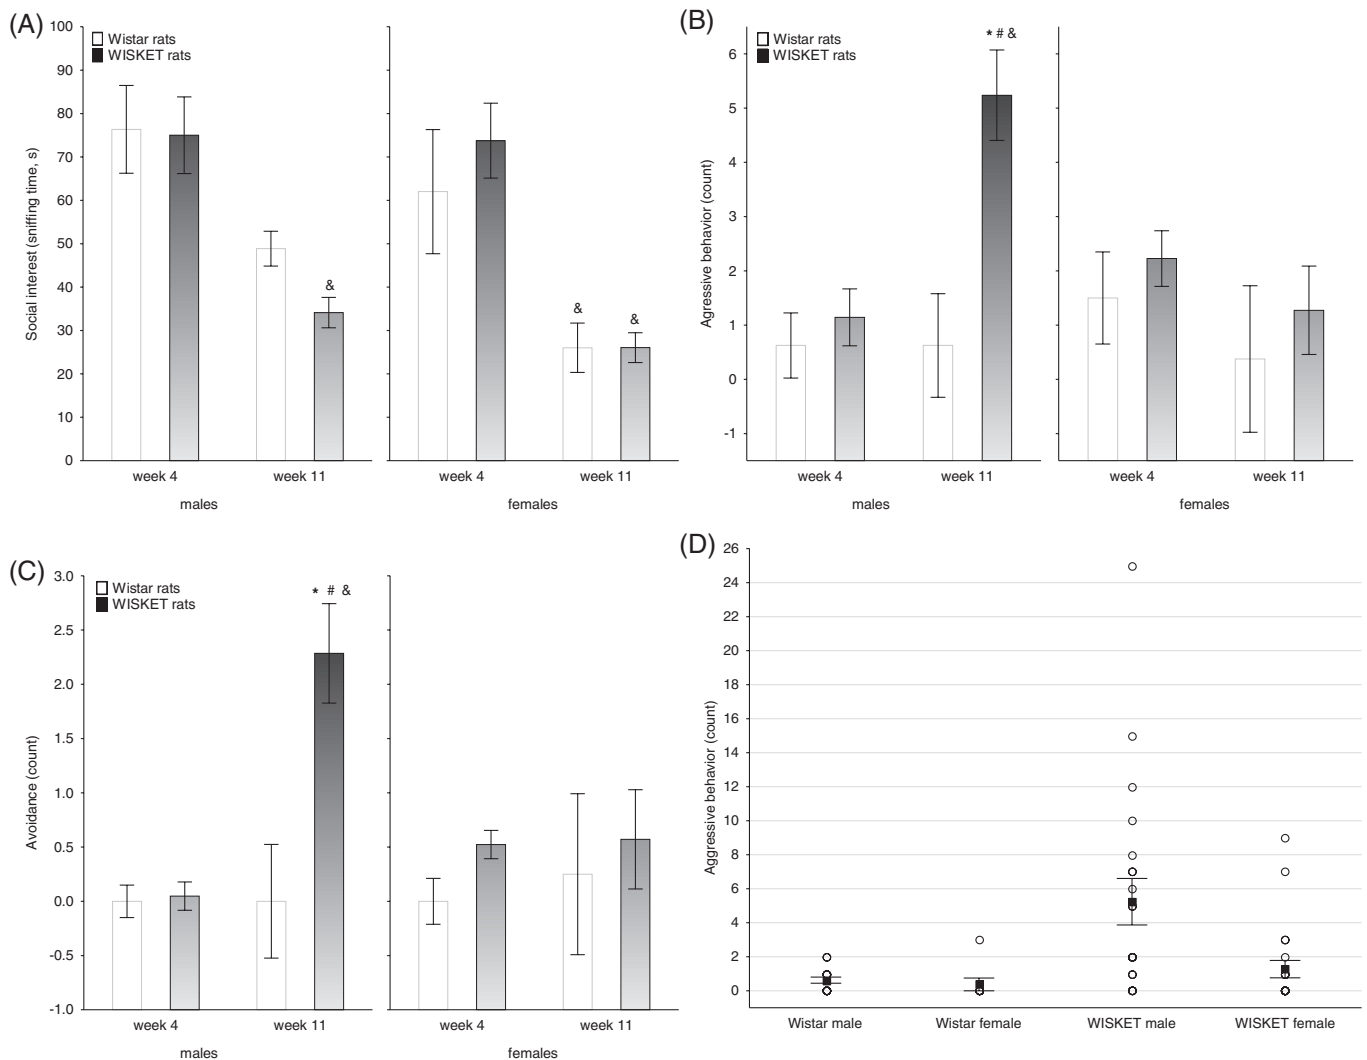 (A)
Social interest (sniffing time, s)
100
90
80
70
60
50
40
30
20
10
0
Wistar rats
WISKET rats
&
&
&
week 4
week 11
week 4
week 11
males
females
(B)
Agressive behavior (count)
6
5
4
3
2
1
0
-1
Wistar rats
WISKET rats
* # &
week 4
week 11
week 4
week 11
males
females
(C)
Avoidance (count)
3.0
2.5
2.0
1.5
1.0
0.5
0.0
-0.5
-1.0
Wistar rats
WISKET rats
* # &
week 4
week 11
week 4
week 11
males
females
(D)
Aggressive behavior (count)
26
24
22
20
18
16
14
12
10
8
6
4
2
0
Wistar male
Wistar female
WISKET male
WISKET female